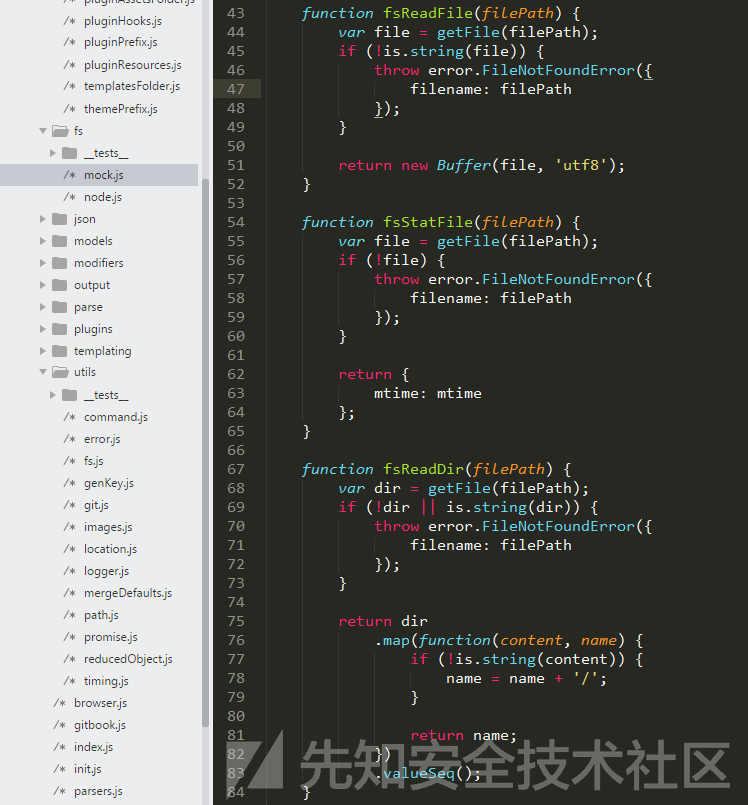 pluginAssetsFolder.js
/* pluginHooks.js
/* pluginPrefix.js
/* pluginResources.js
/* templatesFolder.js
/* themePrefix.js
fs
__tests__
/* mock.js
/* node.js
json
models
modifiers
output
parse
plugins
templating
utils
__tests__
/* command.js
/* error.js
/* fs.js
/* genKey.js
/* git.js
/* images.js
/* location.js
/* logger.js
/* mergeDefaults.js
/* path.js
/* promise.js
/* reducedObject.js
/* timing.js
/* browser.js
/* gitbook.js
/* index.js
/* init.js
/* parsers.js
43 function fsReadFile(filePath) {
44 var file = getFile(filePath);
45 if (!is.string(file)) {
46 throw error.FileNotFoundError({
47 filename: filePath
48 });
49 }
50
51 return new Buffer(file, 'utf8');
52 }
53
54 function fsStatFile(filePath) {
55 var file = getFile(filePath);
56 if (!file) {
57 throw error.FileNotFoundError({
58 filename: filePath
59 });
60 }
61
62 return {
63 mtime: mtime
64 };
65 }
66
67 function fsReadDir(filePath) {
68 var dir = getFile(filePath);
69 if (!dir || is.string(dir)) {
70 throw error.FileNotFoundError({
71 filename: filePath
72 });
73 }
74
75 return dir
76 .map(function(content, name) {
77 if (!is.string(content)) {
78 name = name + '/';
79 }
80
81 return name;
82 })
83 .valueSeq();
84 }
先知安全技术社区